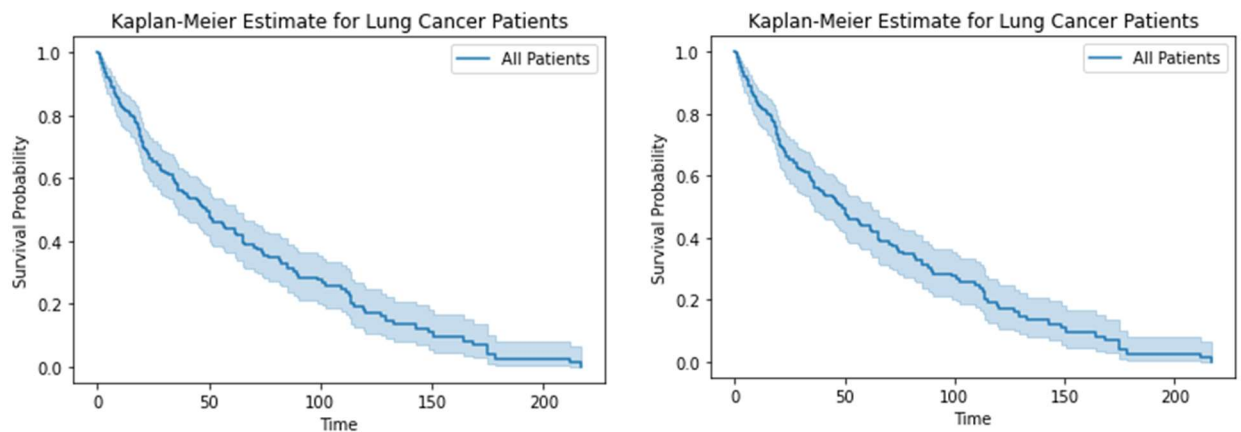 Kaplan-Meier Estimate for Lung Cancer Patients
All Patients
1.0
0.8
0.6
0.4
0.2
0.0
Survival Probability
0 50 100 150 200
Time
Kaplan-Meier Estimate for Lung Cancer Patients
All Patients
1.0
0.8
0.6
0.4
0.2
0.0
Survival Probability
0 50 100 150 200
Time